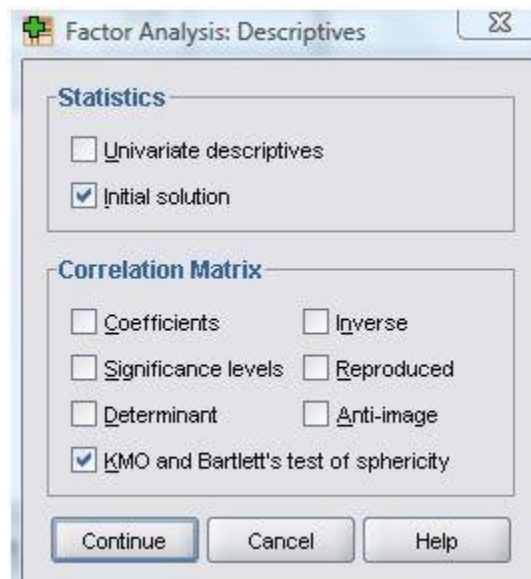 Factor Analysis: Descriptives
Statistics
Univariate descriptives
Initial solution
Correlation Matrix
Coefficients Inverse
Significance levels Reproduced
Determinant Anti-image
KMO and Bartlett's test of sphericity
Continue Cancel Help